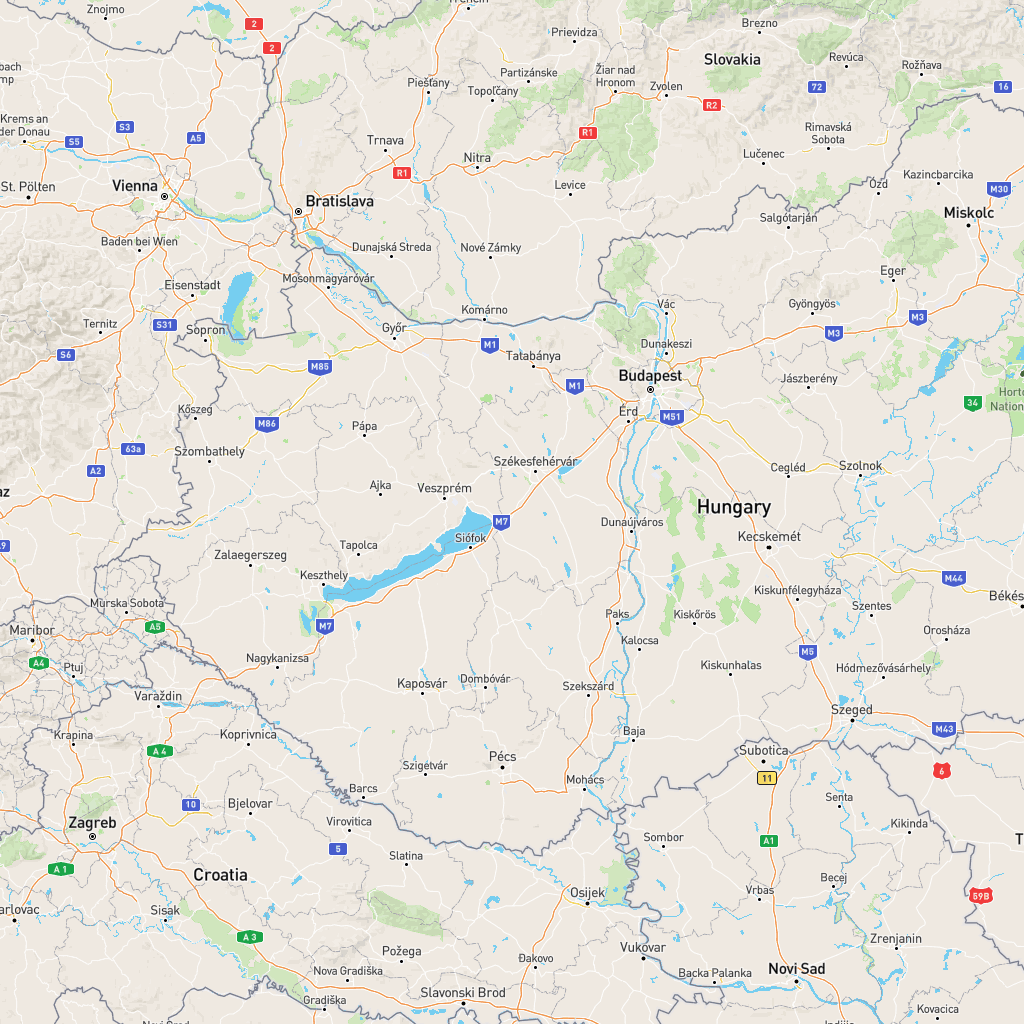 Znojmo
Trenčín
2
2
Prievidza
Brezno
Slovakia
Revúca
Rožňava
Partizánske
Žiar nad
Hronom
Zvolen
Piešťany
Topoľčany
R2
72
16
Krems an
der Donau
S5
S3
A5
Trnava
R1
R1
Nitra
Rimavská
Sobota
Lučenec
Levice
Ózd
Kazincbarcika
M30
St. Pölten
Vienna
Bratislava
Miskolc
Salgótarján
Baden bei Wien
Dunajská Streda
Nové Zámky
Eger
Eisenstadt
Mosonmagyaróvár
Komárno
Vác
Gyöngyös
M3
M3
Ternitz
S31
Sopron
Győr
M1
Tatabánya
Dunakeszi
S6
M85
M1
Budapest
Jászberény
Kőszeg
Érd
M51
34
M86
Pápa
63a
Szombathely
Székesfehérvár
Cegléd
Szolnok
A2
Ajka
Veszprém
M7
Hungary
Dunaújváros
Siófok
Kecskemét
Zalaegerszeg
Tapolca
Keszthely
M44
Murska Sobota
Kiskunfélegyháza
Szentes
Békés
Maribor
A5
M7
Paks
Kiskőrös
Orosháza
A4
Ptuj
Nagykanizsa
Kalocsa
M5
Kiskunhalas
Hódmezővásárhely
Kaposvár
Dombóvár
Szekszárd
Varaždin
Szeged
M43
Krapina
Koprivnica
Baja
A 4
Pécs
Subotica
Szigetvár
Mohács
11
6
Barcs
10
Bjelovar
Senta
Zagreb
Virovitica
Kikinda
Sombor
A1
5
Slatina
A 1
Croatia
Becej
Osijek
Vrbas
59B
Sisak
A 3
Zrenjanin
Vukovar
Požega
Đakovo
Nova Gradiška
Backa Palanka
Novi Sad
Slavonski Brod
Gradiška
Kovacica